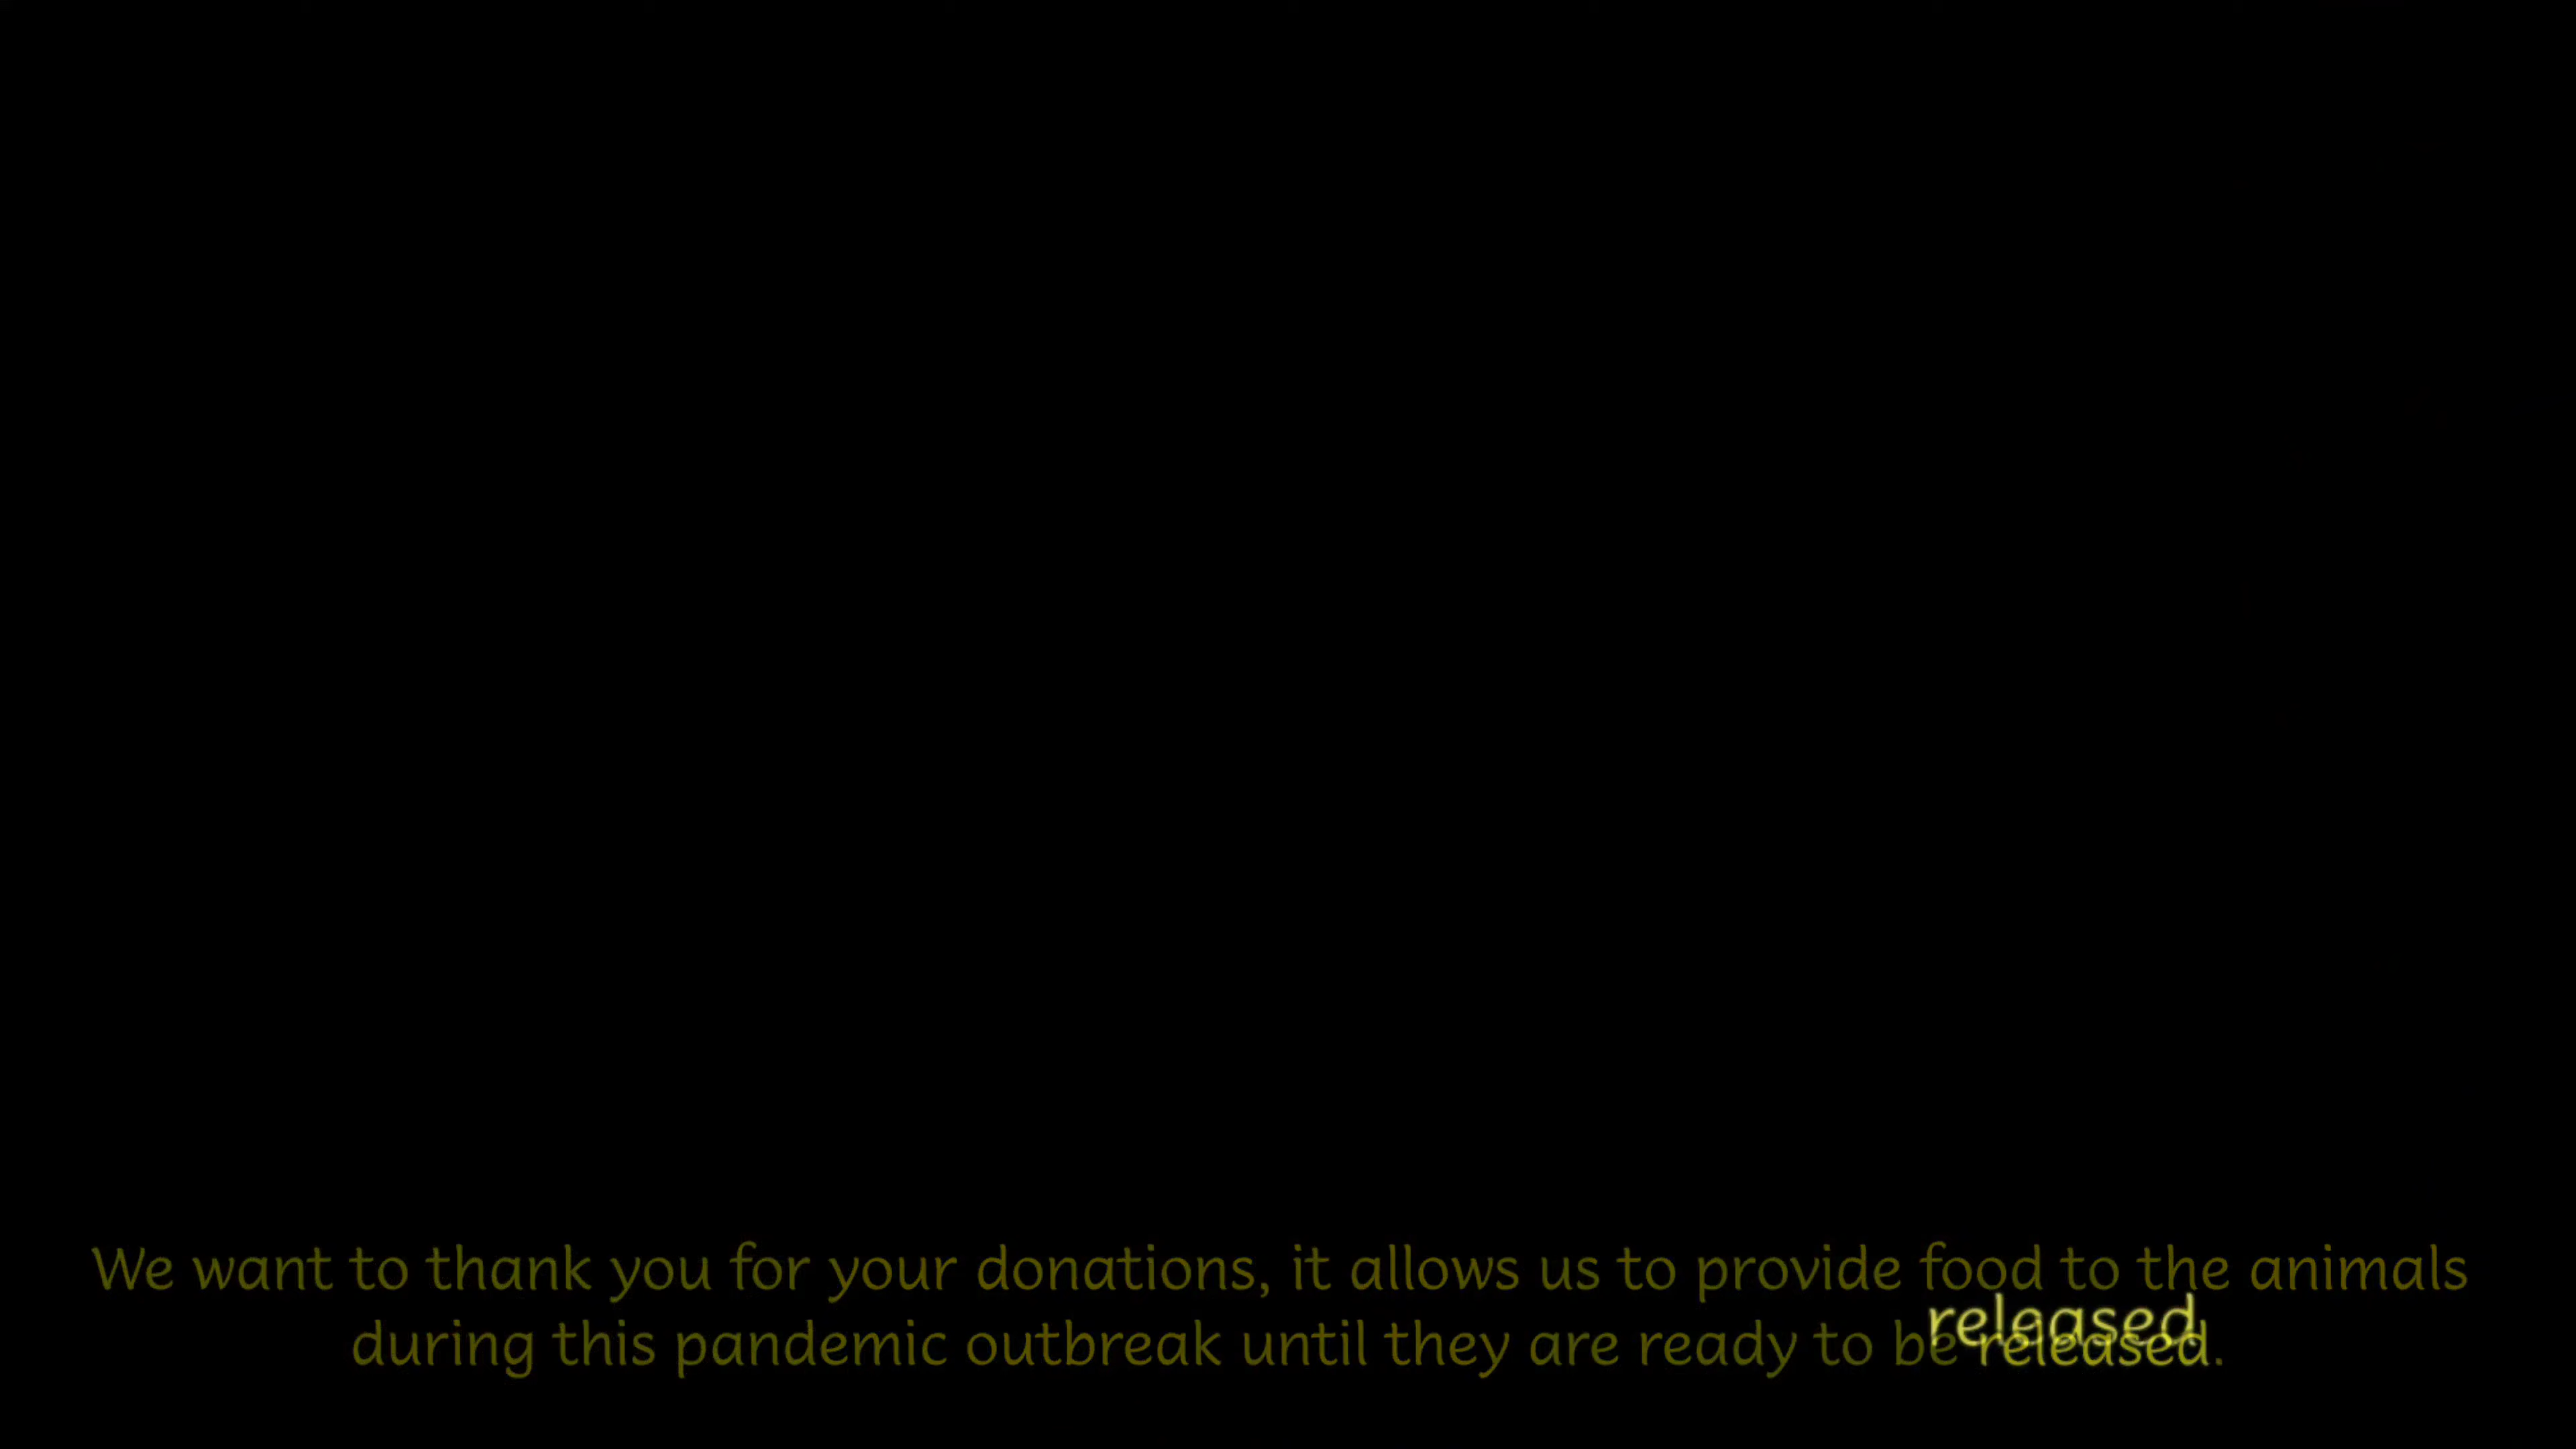 We want to thank you for your donations, it allows us to provide food to the animals
released.
during this pandemic outbreak until they are ready to be released.